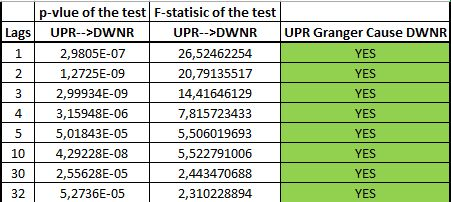 p-vlue of the test F-statisic of the test
Lags UPR-->DWNR UPR-->DWNR UPR Granger Cause DWNR
1 2,9805E-07 26,52462254 YES
2 1,2725E-09 20,79135517 YES
3 2,99934E-09 14,41646129 YES
4 3,15948E-06 7,815723433 YES
5 5,01843E-05 5,506019693 YES
10 4,29228E-08 5,522791006 YES
30 2,55628E-05 2,443470688 YES
32 5,2736E-05 2,310228894 YES